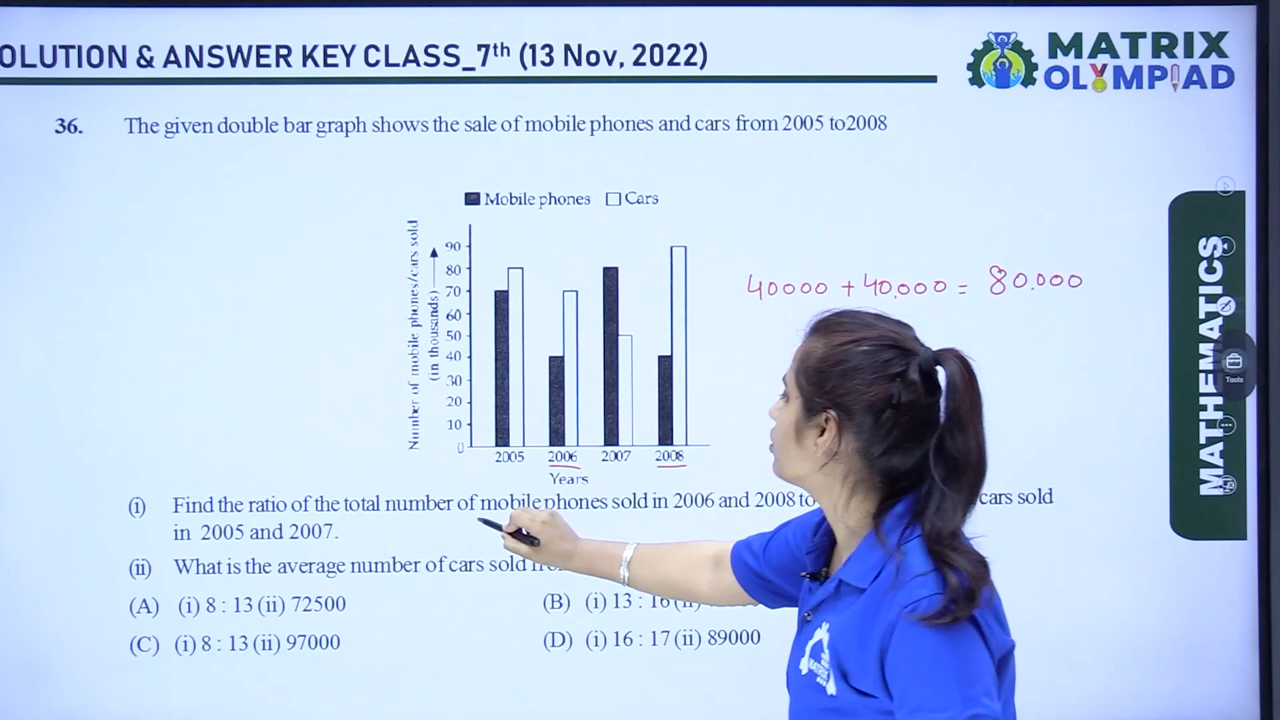 OLUTION & ANSWER KEY CLASS_7th (13 Nov, 2022)
MATRIX
OLYMPIAD
36. The given double bar graph shows the sale of mobile phones and cars from 2005 to2008
Mobile phones Cars
Number of mobile phones/cars sold
(in thousands)
90
80
70
60
50
40
30
20
10
0
2005 2006 2007 2008
Years
40000 + 40,000 = 80,000
MATHEMATICS
Tools
(i) Find the ratio of the total number of mobile phones sold in 2006 and 2008 to cars sold
in 2005 and 2007.
(ii) What is the average number of cars sold
(A) (i) 8 : 13 (ii) 72500
(B) (i) 13 : 16 (ii)
(C) (i) 8 : 13 (ii) 97000
(D) (i) 16 : 17 (ii) 89000